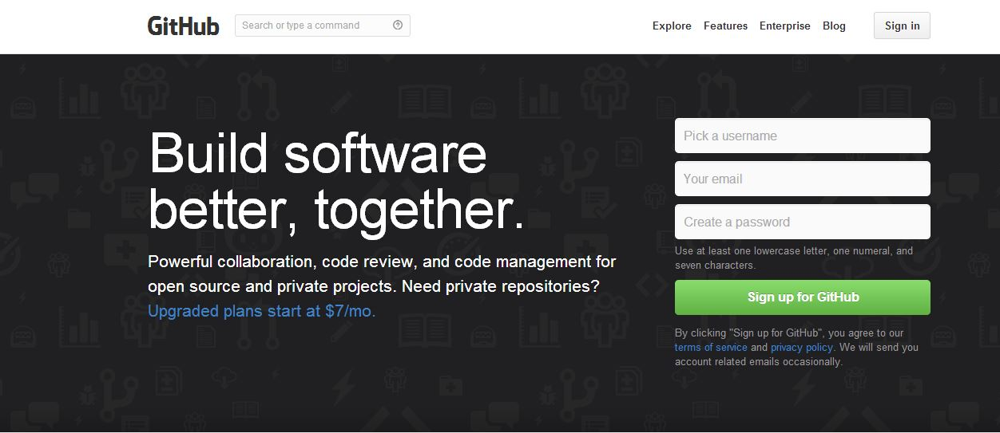 GitHub
Search or type a command
Explore Features Enterprise Blog Sign in
Build software
better, together.
Powerful collaboration, code review, and code management for
open source and private projects. Need private repositories?
Upgraded plans start at $7/mo.
Pick a username
Your email
Create a password
Use at least one lowercase letter, one numeral, and
seven characters.
Sign up for GitHub
By clicking "Sign up for GitHub", you agree to our
terms of service and privacy policy. We will send you
account related emails occasionally.